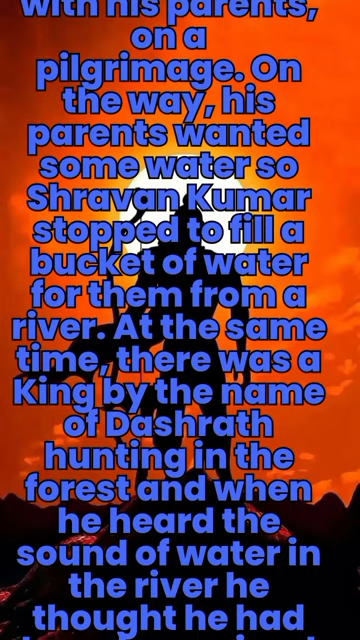 with his parents,
on a
pilgrimage. On
the way, his
parents wanted
some water so
Shravan Kumar
stopped to fill a
bucket of water
for them from a
river. At the same
time, there was a
King by the name
of Dashrath
hunting in the
forest and when
he heard the
sound of water in
the river he
thought he had